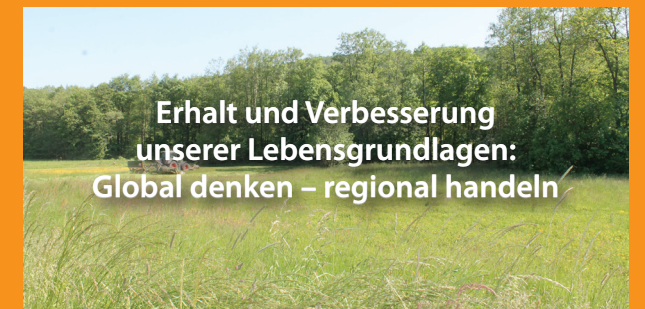 Erhalt und Verbesserung
unserer Lebensgrundlagen:
Global denken – regional handeln